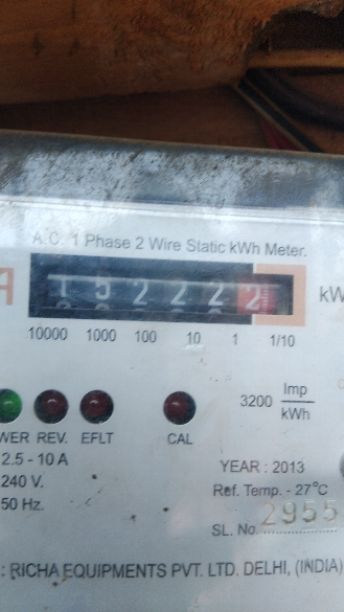 A.C. 1 Phase 2 Wire Static kWh Meter.
A 1 5 2 2 2 2 kW
10000 1000 100 10 1 1/10
3200 Imp/kWh
WER REV. EFLT CAL
2.5 - 10 A
240 V.
50 Hz.
YEAR : 2013
Ref. Temp. - 27°C
SL. No. 2955
: RICHA EQUIPMENTS PVT. LTD. DELHI, (INDIA)